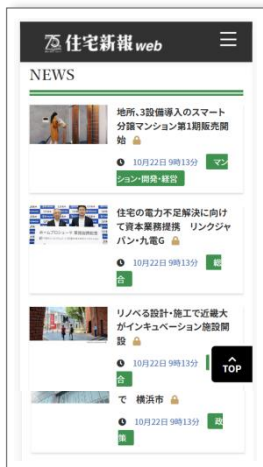 75 住宅新報web
NEWS
地所、3設備導入のスマート
分譲マンション第1期販売開
始
10月22日 9時13分 マン
ション・開発・経営
住宅の電力不足解決に向け
て資本業務提携　リンクジャ
パン・九電G
10月22日 9時13分 総
合
リノベる設計・施工で近畿大
がインキュベーション施設開
設
10月22日 9時13分
合
TOP
で 横浜市
10月22日 9時13分 政
策